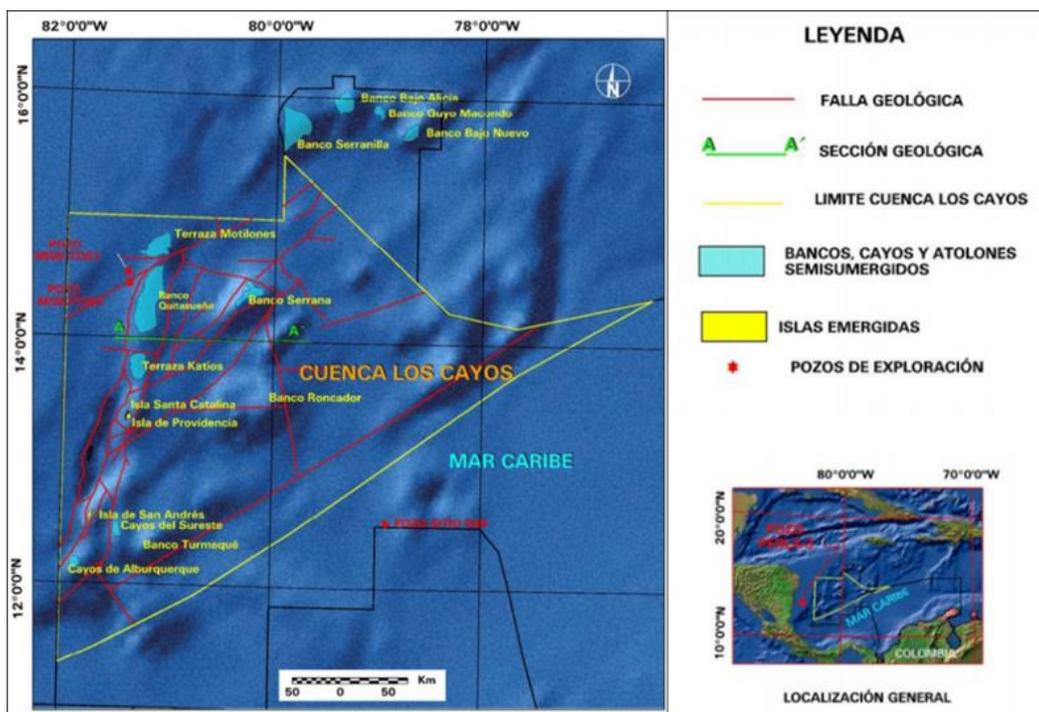 82°0'0"W
80°0'0"W
78°0'0"W
16°0'0"N
14°0'0"N
12°0'0"N
N
Banco Bajo Alicia
Banco Guyo Macondo
Banco Bajo Nuevo
Banco Serranilla
Terraza Motilones
POZO
POZO
Banco
Quitasueño
Banco Serrana
A
A´
Terraza Katíos
CUENCA LOS CAYOS
Isla Santa Catalina
Banco Roncador
Isla de Providencia
MAR CARIBE
Isla de San Andrés
Cayos del Sureste
Banco Turmequé
Cayos de Alburquerque
50 0 50 Km
LEYENDA
FALLA GEOLÓGICA
A A´
SECCIÓN GEOLÓGICA
LIMITE CUENCA LOS CAYOS
BANCOS, CAYOS Y ATOLONES
SEMISUMERGIDOS
ISLAS EMERGIDAS
POZOS DE EXPLORACIÓN
80°0'0"W
70°0'0"W
20°0'0"N
10°0'0"N
POZO
MAR CARIBE
COLOMBIA
LOCALIZACIÓN GENERAL